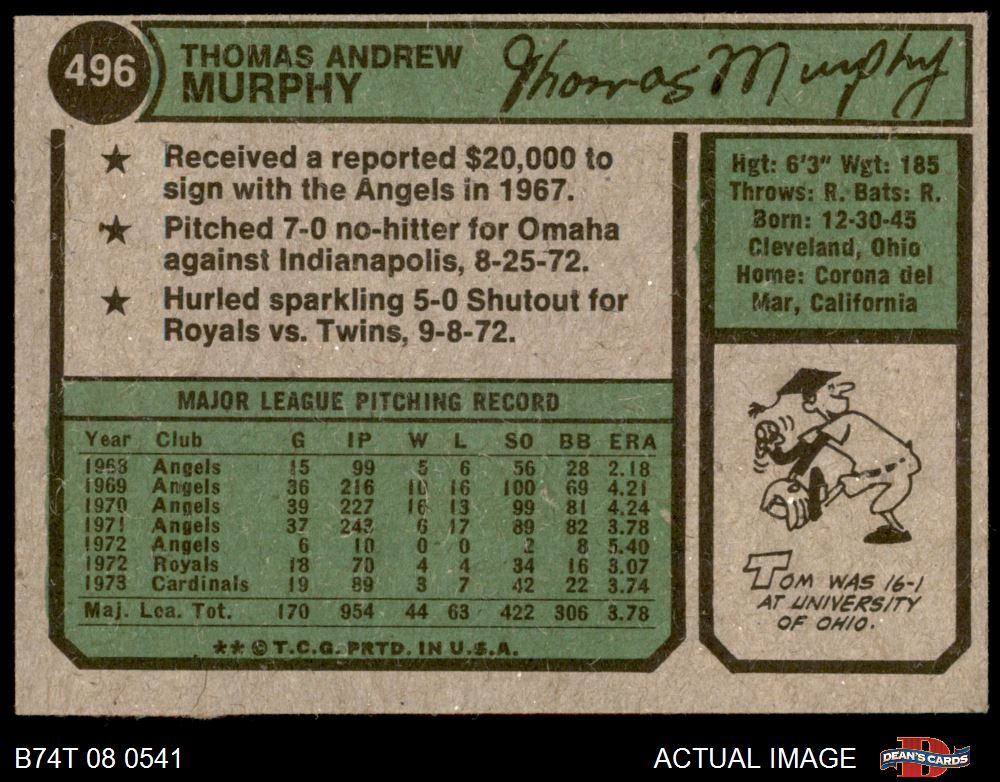 496
THOMAS ANDREW
MURPHY
Thomas Murphy
★ Received a reported $20,000 to
sign with the Angels in 1967.
★ Pitched 7-0 no-hitter for Omaha
against Indianapolis, 8-25-72.
★ Hurled sparkling 5-0 Shutout for
Royals vs. Twins, 9-8-72.
Hgt: 6'3" Wgt: 185
Throws: R. Bats: R.
Born: 12-30-45
Cleveland, Ohio
Home: Corona del
Mar, California
MAJOR LEAGUE PITCHING RECORD
Year Club G IP W L SO BB ERA
1968 Angels 15 99 5 6 56 28 2.18
1969 Angels 36 216 10 16 100 69 4.21
1970 Angels 39 227 16 13 99 81 4.24
1971 Angels 37 243 6 17 89 82 3.78
1972 Angels 6 10 0 0 2 8 5.40
1972 Royals 18 70 4 4 34 16 3.07
1973 Cardinals 19 89 3 7 42 22 3.74
Maj. Lea. Tot. 170 954 44 63 422 306 3.78
** © T.C.G. PRTD. IN U.S.A.
TOM WAS 16-1
AT UNIVERSITY
OF OHIO.
B74T 08 0541
ACTUAL IMAGE
DEAN'S CARDS